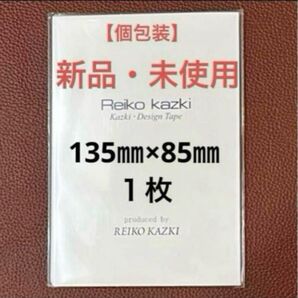 【個包装】
新品・未使用
Reiko kazki
Kazki・Design Tape
135㎜×85㎜
１枚
produced by
REIKO KAZKI